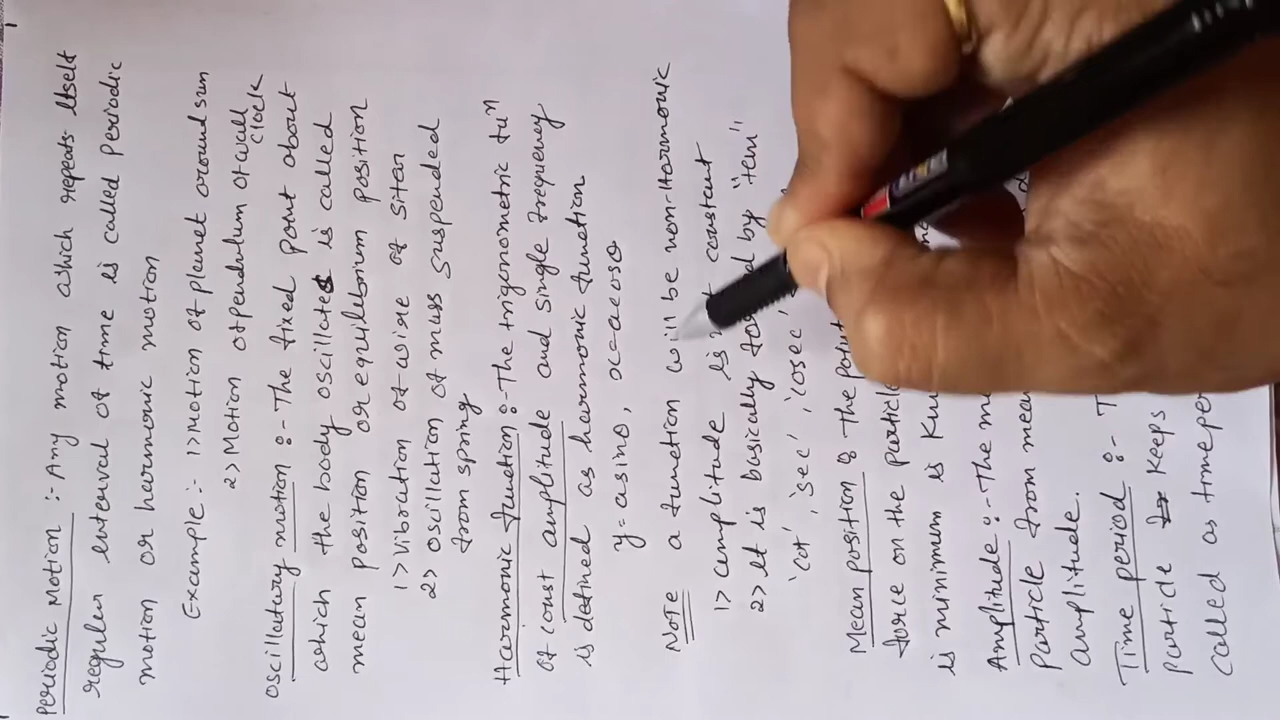 Periodic Motion :- Any motion which repeats itself
regular interval of time is called periodic
motion or harmonic motion
Example :- 1> Motion of planet around sun
2> Motion of pendulum of wall
clock
Oscillatory motion :- The fixed point about
which the body oscillates is called
mean position or equilibrium position
1> Vibration of wire of sitar
2> oscillation of mass suspended
from spring
Harmonic function :- The trigonometric fun
of const amplitude and single frequency
is defined as harmonic function
y = a sinθ, x = a cosθ
Note a function will be non-Harmonic
1> amplitude is constant
2> It is basically by "tan"
'cot', 'sec', 'cosec',
Mean position : The point
force on the particle
is minimum is
Amplitude :- The
Particle from mean
amplitude.
Time period :- T
particle keeps
called as time per